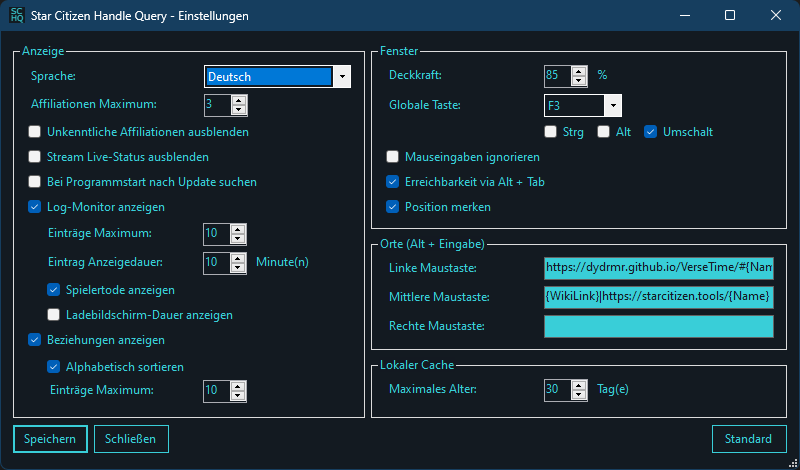 SC
HQ
Star Citizen Handle Query - Einstellungen
Anzeige
Sprache: Deutsch
Affiliationen Maximum: 3
Unkenntliche Affiliationen ausblenden
Stream Live-Status ausblenden
Bei Programmstart nach Update suchen
Log-Monitor anzeigen
Einträge Maximum: 10
Eintrag Anzeigedauer: 10 Minute(n)
Spielertode anzeigen
Ladebildschirm-Dauer anzeigen
Beziehungen anzeigen
Alphabetisch sortieren
Einträge Maximum: 10
Fenster
Deckkraft: 85 %
Globale Taste: F3
Strg Alt Umschalt
Mauseingaben ignorieren
Erreichbarkeit via Alt + Tab
Position merken
Orte (Alt + Eingabe)
Linke Maustaste: https://dydrmr.github.io/VerseTime/#{Nam
Mittlere Maustaste: {WikiLink}|https://starcitizen.tools/{Name}
Rechte Maustaste:
Lokaler Cache
Maximales Alter: 30 Tag(e)
Speichern Schließen Standard